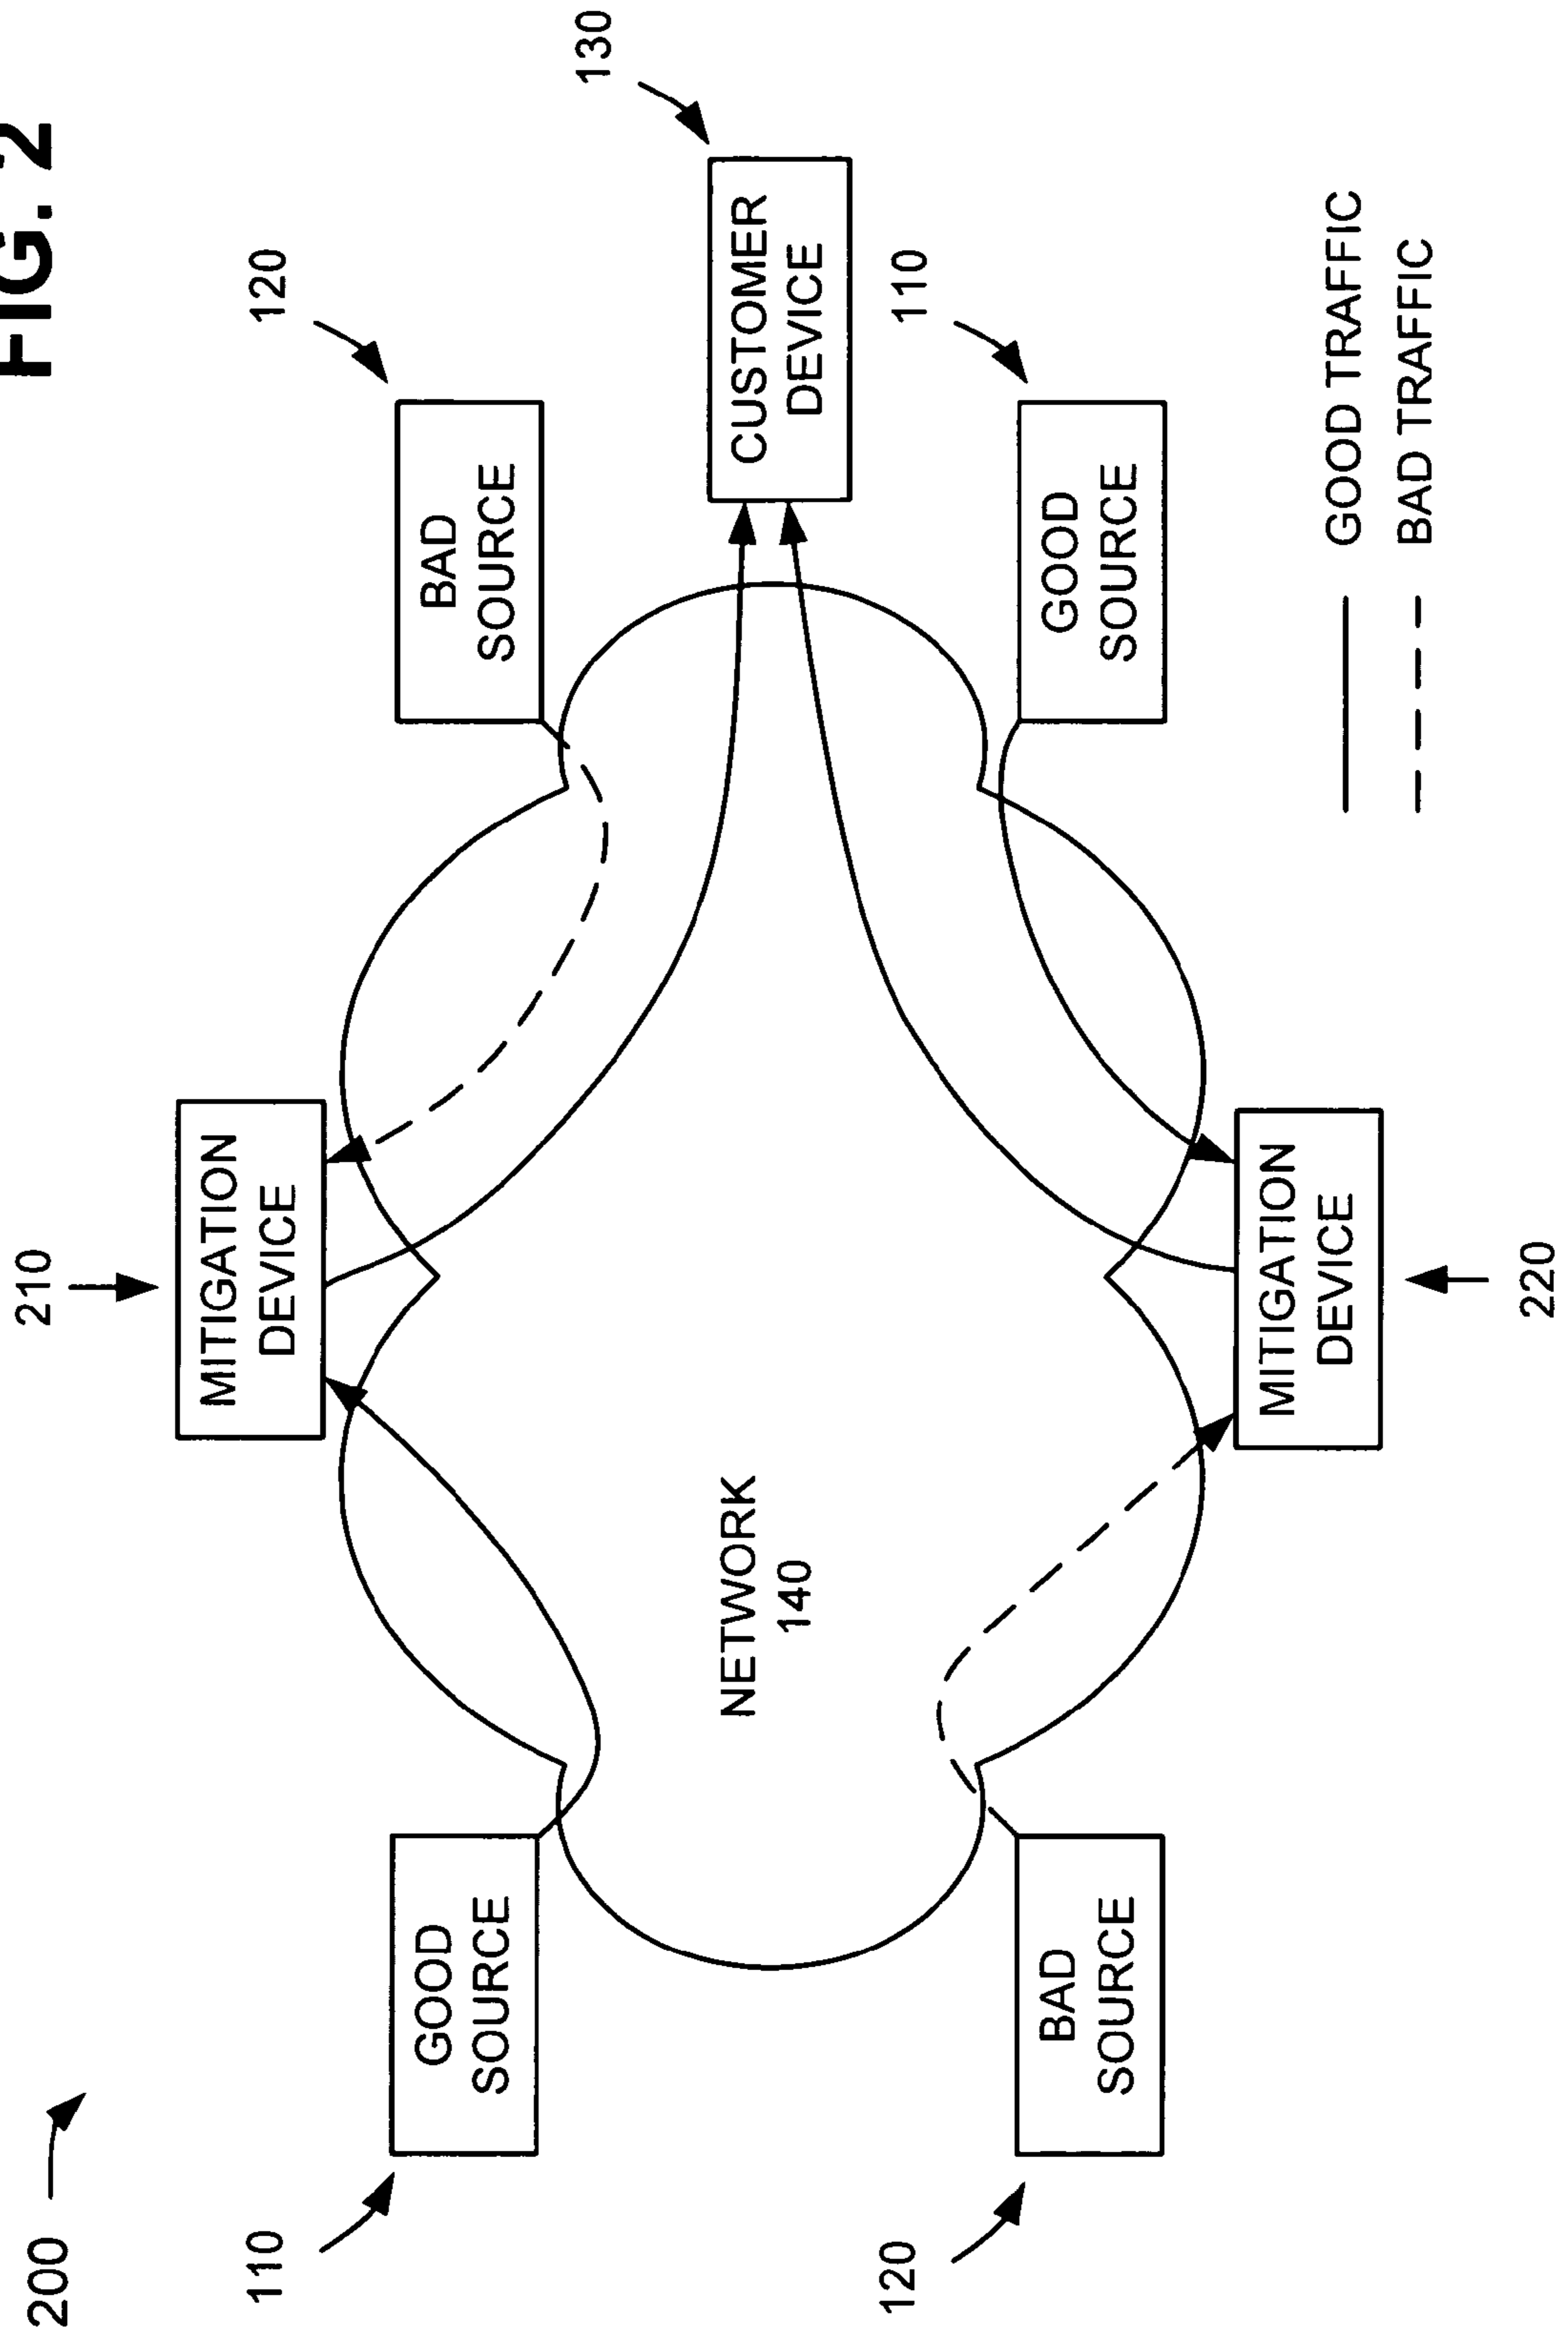 FIG. 2
200
210
110
GOOD
SOURCE
MITIGATION
DEVICE
120
BAD
SOURCE
NETWORK
140
130
CUSTOMER
DEVICE
120
BAD
SOURCE
MITIGATION
DEVICE
220
110
GOOD
SOURCE
GOOD TRAFFIC
BAD TRAFFIC